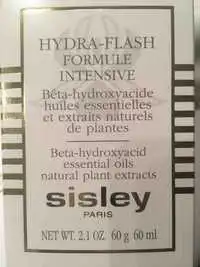 HYDRA-FLASH
FORMULE
INTENSIVE
Bêta-hydroxyacide
huiles essentielles
et extraits naturels
de plantes
Beta-hydroxyacid
essential oils
natural plant extracts
sisley
PARIS
NET WT. 2.1 OZ. 60 g 60 ml